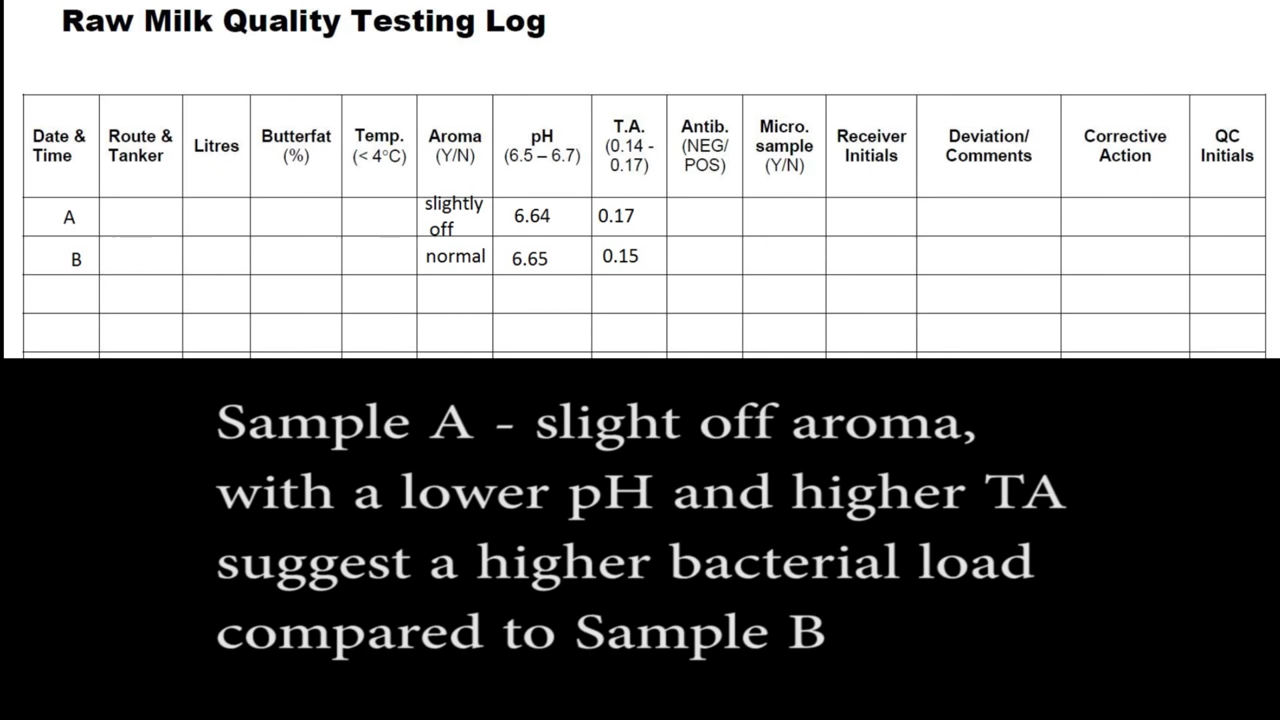 Raw Milk Quality Testing Log
Date & Time Route & Tanker Litres Butterfat (%) Temp. (< 4°C) Aroma (Y/N) pH (6.5 – 6.7) T.A. (0.14 - 0.17) Antib. (NEG/ POS) Micro. sample (Y/N) Receiver Initials Deviation/ Comments Corrective Action QC Initials
A slightly off 6.64 0.17
B normal 6.65 0.15
Sample A - slight off aroma,
with a lower pH and higher TA
suggest a higher bacterial load
compared to Sample B